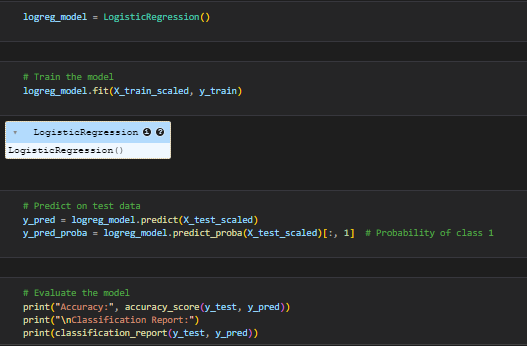 logreg_model = LogisticRegression()
# Train the model
logreg_model.fit(X_train_scaled, y_train)
LogisticRegression
LogisticRegression()
# Predict on test data
y_pred = logreg_model.predict(X_test_scaled)
y_pred_proba = logreg_model.predict_proba(X_test_scaled)[:, 1]  # Probability of class 1
# Evaluate the model
print("Accuracy:", accuracy_score(y_test, y_pred))
print("\nClassification Report:")
print(classification_report(y_test, y_pred))